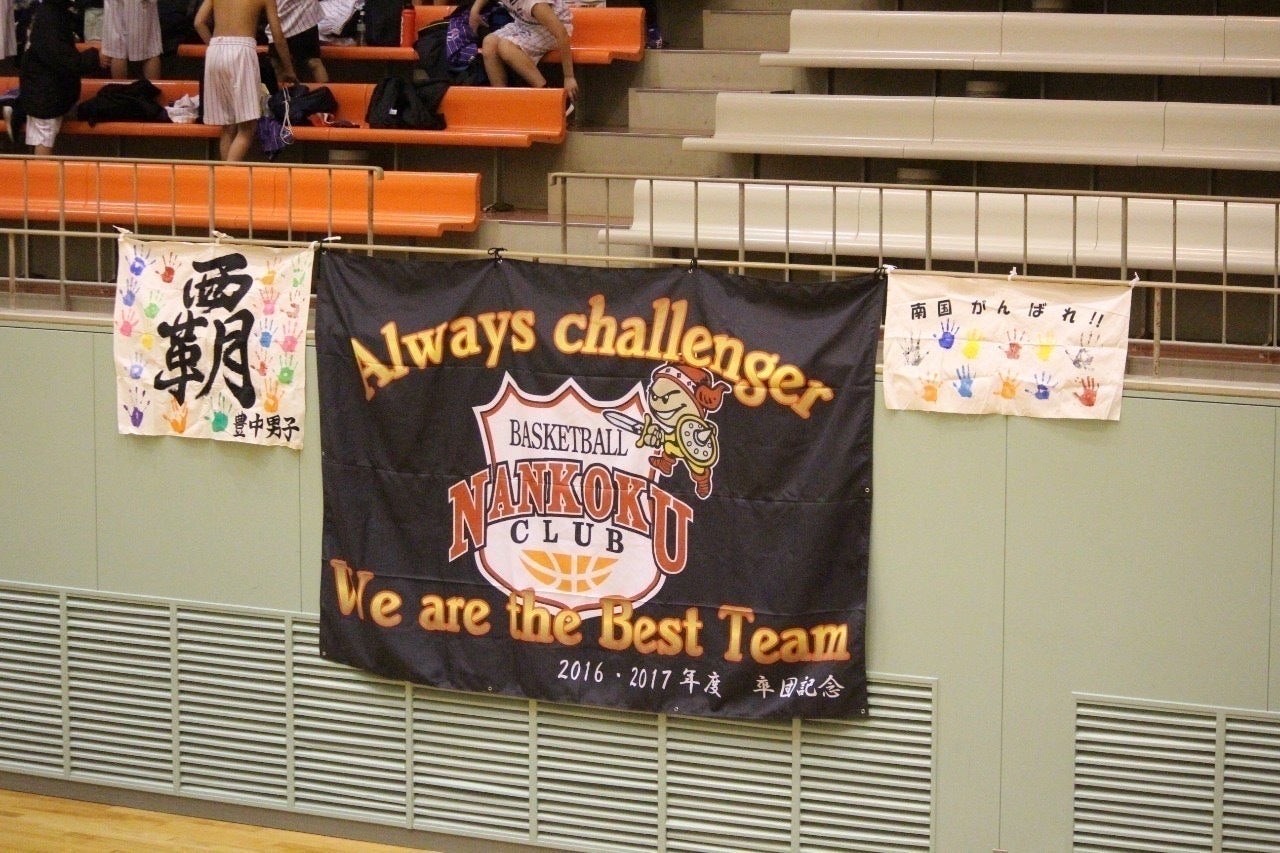 覇
豊中男子
Always challenger
BASKETBALL
NANKOKU
CLUB
We are the Best Team
2016・2017年度 卒団記念
南国 がんばれ!!